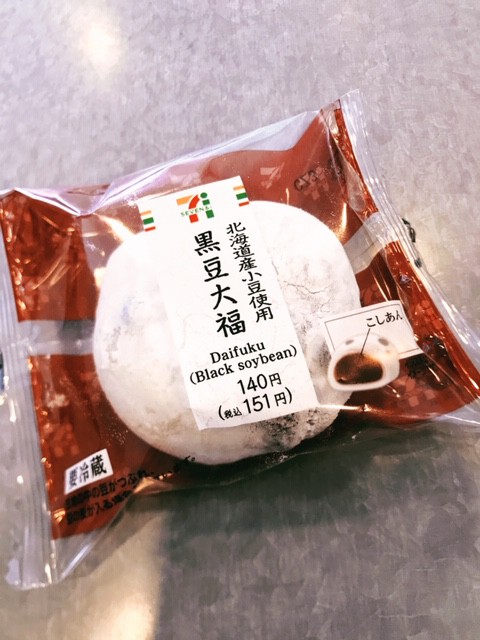 SEVEN&i
北海道産小豆使用
黒豆大福
Daifuku
(Black soybean)
140円
(税込151円)
こしあん
要冷蔵